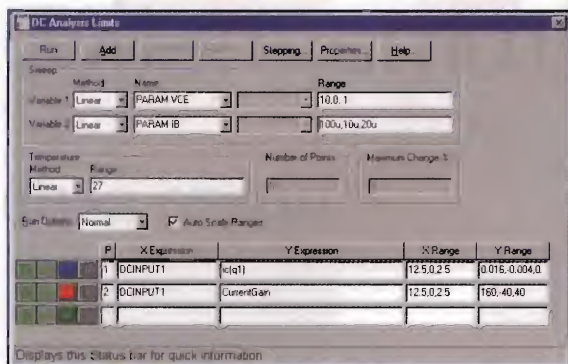 DC Analysis Limits
Run Add Stepping... Properties... Help...
Sweep
Method Name Range
Variable 1 Linear PARAM VCE 10,0,.1
Variable 2 Linear PARAM IB 100u,10u,20u
Temperature
Method Range Number of Points Maximum Change %
Linear 27
Run Options Normal Auto Scale Ranges
P X Expression Y Expression X Range Y Range
1 DCINPUT1 ic(q1) 12.5,0,2.5 0.016,-0.004,0.
2 DCINPUT1 CurrentGain 12.5,0,2.5 160,-40,40
Displays this Status bar for quick information